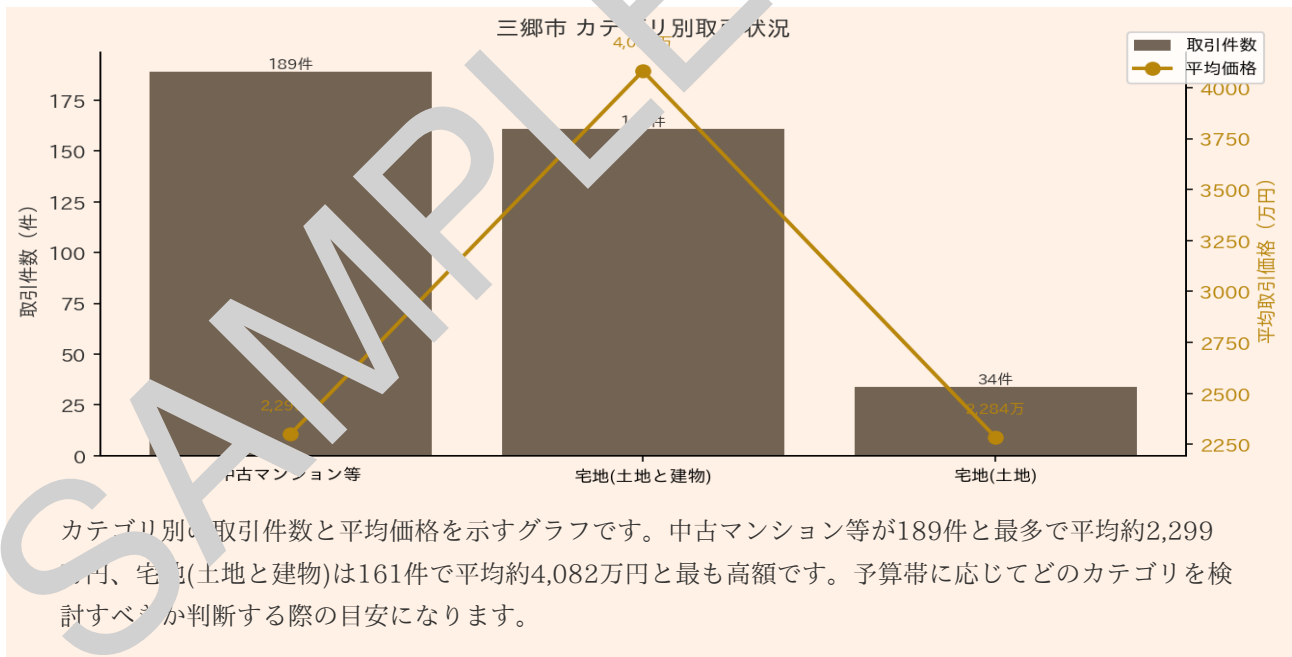 三郷市 カテゴリ別取引状況
取引件数
平均価格
189件
34件
2,284万
175
150
125
100
75
50
25
0
取引件数（件）
4000
3750
3500
3250
3000
2750
2500
2250
平均取引価格（万円）
中古マンション等
宅地(土地と建物)
宅地(土地)
カテゴリ別の取引件数と平均価格を示すグラフです。中古マンション等が189件と最多で平均約2,299
万円、宅地(土地と建物)は161件で平均約4,082万円と最も高額です。予算帯に応じてどのカテゴリを検
討すべきか判断する際の目安になります。
SAMPLE